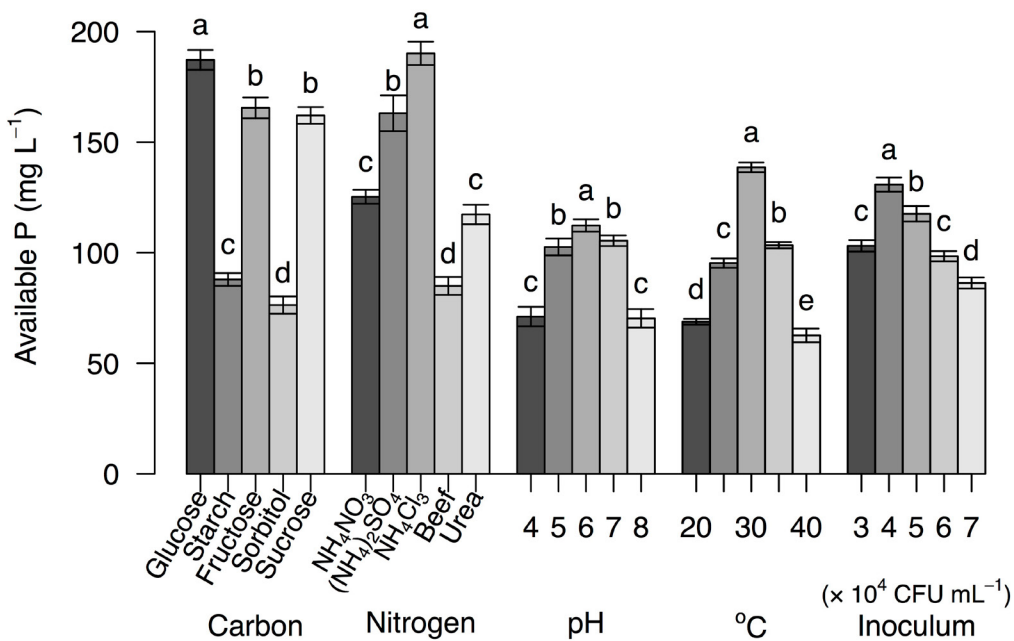 Available P (mg L⁻¹)
200
150
100
50
0
a
c
b
d
b
c
b
a
d
c
c
b
a
b
c
d
c
a
b
e
c
a
b
c
d
Glucose
Starch
Fructose
Sorbitol
Sucrose
NH₄NO₃
(NH₄)₂SO₄
NH₄Cl₃
Beef
Urea
4 5 6 7 8
20 30 40
3 4 5 6 7
(× 10⁴ CFU mL⁻¹)
Carbon Nitrogen pH ºC Inoculum